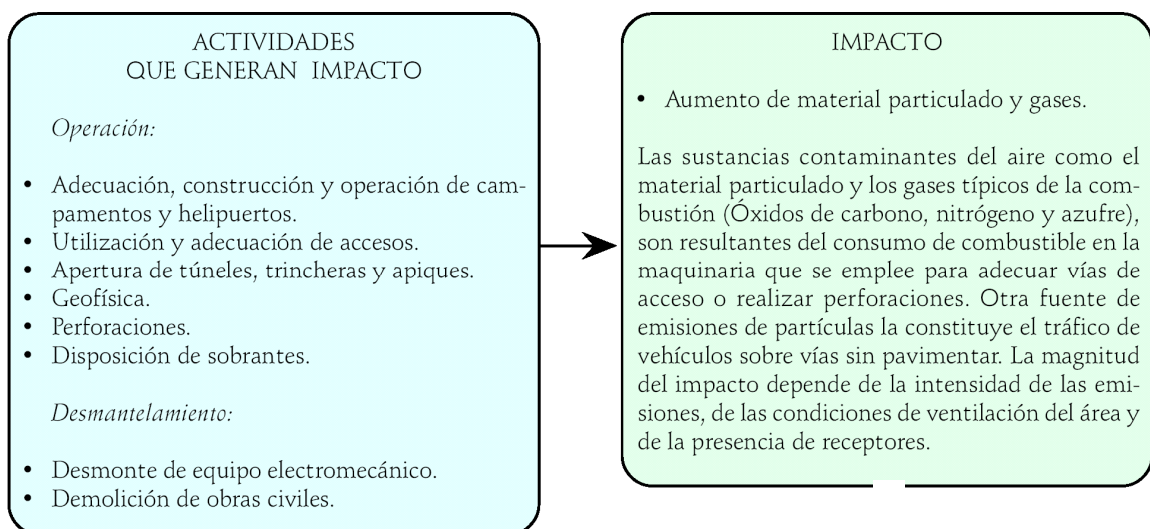 ACTIVIDADES
QUE GENERAN IMPACTO
Operación:
• Adecuación, construcción y operación de cam-
pamentos y helipuertos.
• Utilización y adecuación de accesos.
• Apertura de túneles, trincheras y apiques.
• Geofísica.
• Perforaciones.
• Disposición de sobrantes.
Desmantelamiento:
• Desmonte de equipo electromecánico.
• Demolición de obras civiles.
IMPACTO
• Aumento de material particulado y gases.
Las sustancias contaminantes del aire como el
material particulado y los gases típicos de la com-
bustión (Óxidos de carbono, nitrógeno y azufre),
son resultantes del consumo de combustible en la
maquinaria que se emplee para adecuar vías de
acceso o realizar perforaciones. Otra fuente de
emisiones de partículas la constituye el tráfico de
vehículos sobre vías sin pavimentar. La magnitud
del impacto depende de la intensidad de las emi-
siones, de las condiciones de ventilación del área y
de la presencia de receptores.